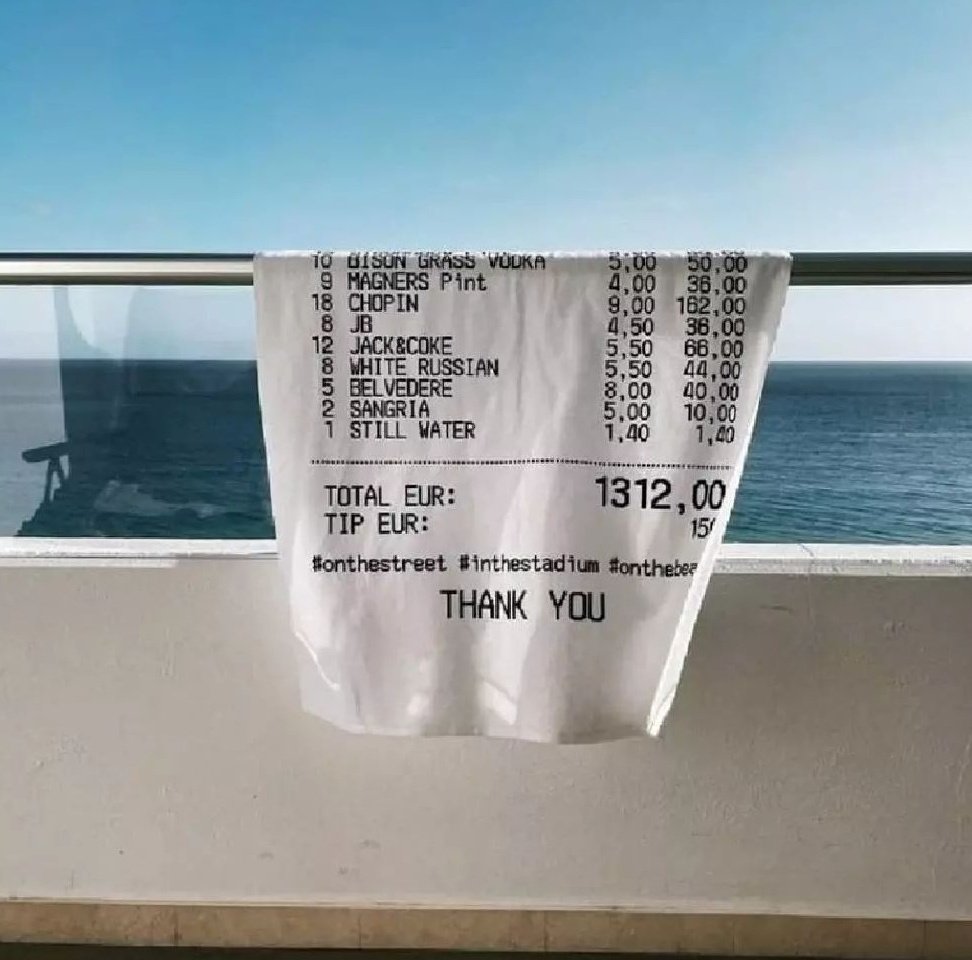 10 BISON GRASS VODKA 5,00 50,00
9 MAGNERS Pint 4,00 36,00
18 CHOPIN 9,00 162,00
8 JB 4,50 36,00
12 JACK&COKE 5,50 66,00
8 WHITE RUSSIAN 5,50 44,00
5 BELVEDERE 8,00 40,00
2 SANGRIA 5,00 10,00
1 STILL WATER 1,40 1,40
TOTAL EUR: 1312,00
TIP EUR:
#onthestreet #inthestadium
THANK YOU